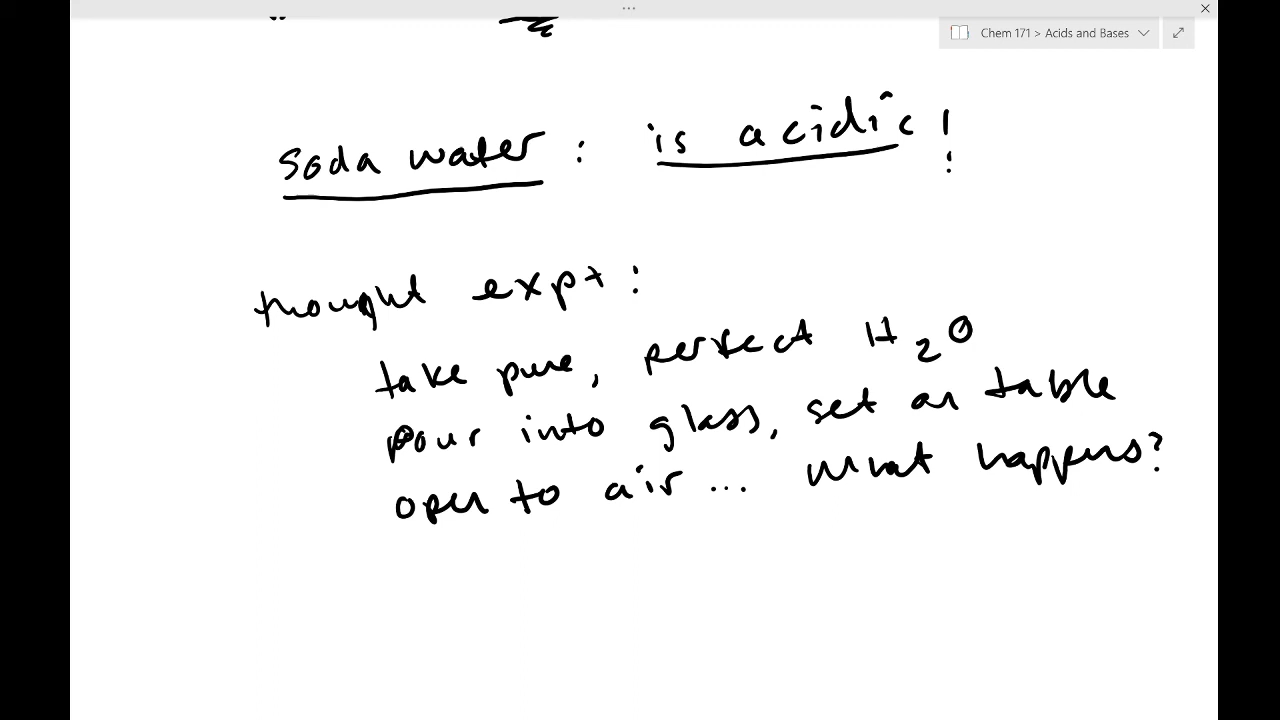 Chem 171 > Acids and Bases
soda water : is acidic !
thought expt :
take pure, perfect H2O
pour into glass, set on table
open to air ... what happens?